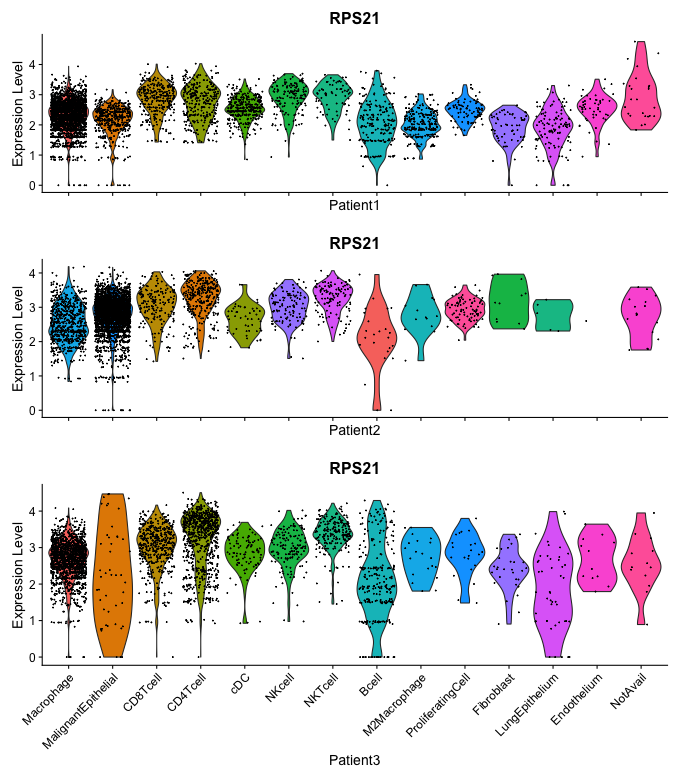 RPS21
Expression Level
4
3
2
1
0
Patient1
RPS21
Expression Level
4
3
2
1
0
Patient2
RPS21
Expression Level
4
3
2
1
0
Macrophage
MalignantEpithelial
CD8Tcell
CD4Tcell
cDC
NKcell
NKTcell
Bcell
M2Macrophage
ProliferatingCell
Fibroblast
LungEpithelium
Endothelium
NotAvail
Patient3